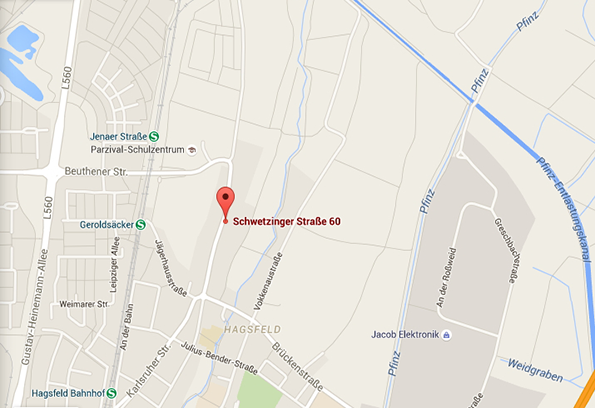 Pfinz
Pfinz
L560
Jenaer Straße S
Parzival-Schulzentrum
Beuthener Str.
Pfinz-Entlastungskanal
Pfinz
L560
Schwetzinger Straße 60
Geroldsäcker S
Leipziger Allee
Jägerhausstraße
Greschbachstraße
An der Roßweid
Vokkenaustraße
Gustav-Heinemann-Allee
Weimarer Str.
An der Bahn
HAGSFELD
Jacob Elektronik
Julius-Bender-Straße
Brückenstraße
Karlsruher Str.
Pfinz
Weidgraben
Hagsfeld Bahnhof S